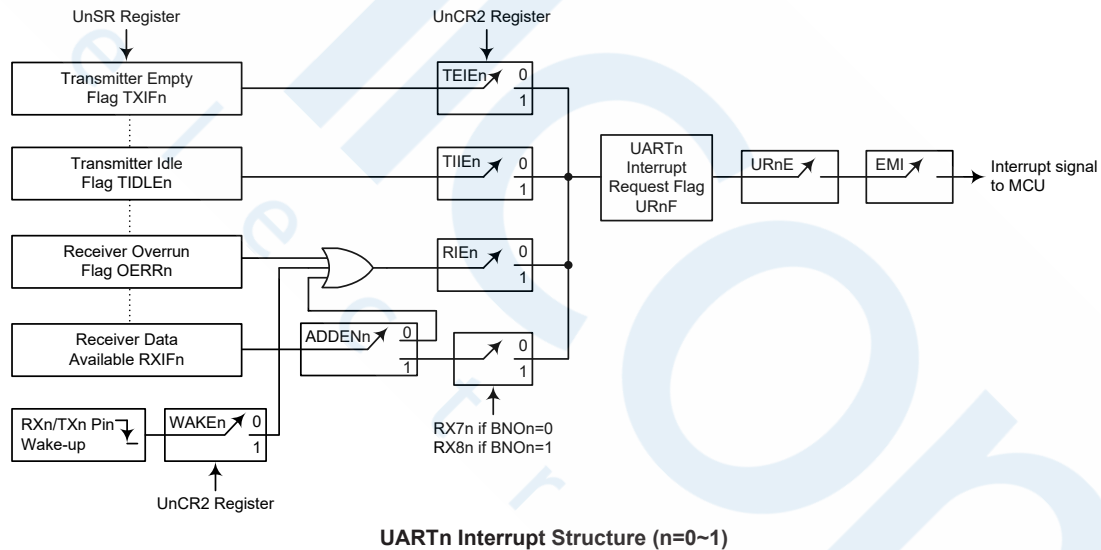 UnSR Register
UnCR2 Register
Transmitter Empty
Flag TXIFn
TEIEn
0
1
Transmitter Idle
Flag TIDLEn
TIIEn
0
1
UARTn
Interrupt
Request Flag
URnF
URnE
EMI
Interrupt signal
to MCU
Receiver Overrun
Flag OERRn
RIEn
0
1
Receiver Data
Available RXIFn
ADDENn
0
1
0
1
RX7n if BNOn=0
RX8n if BNOn=1
RXn/TXn Pin
Wake-up
WAKEn
0
1
UnCR2 Register
UARTn Interrupt Structure (n=0~1)